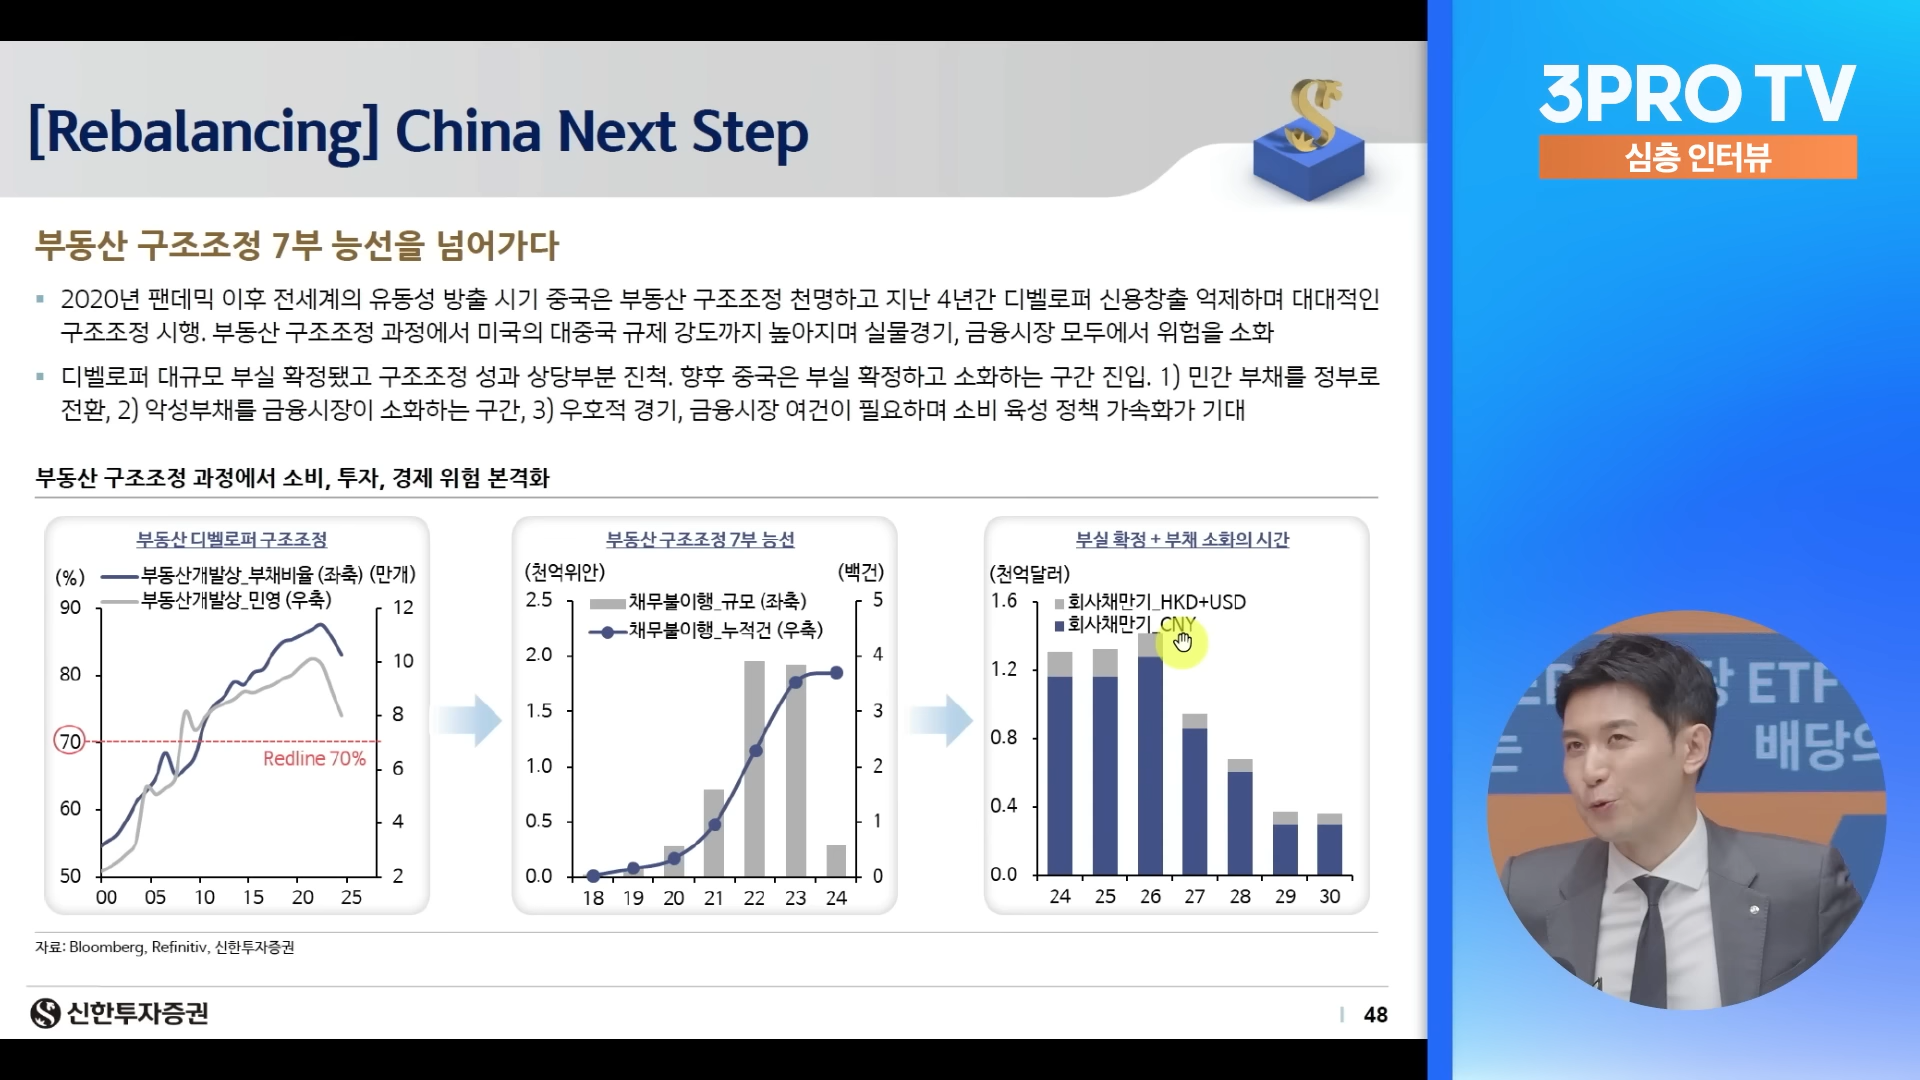 [Rebalancing] China Next Step
3PRO TV
심층 인터뷰
부동산 구조조정 7부 능선을 넘어가다
2020년 팬데믹 이후 전세계의 유동성 방출 시기 중국은 부동산 구조조정 천명하고 지난 4년간 디벨로퍼 신용창출 억제하며 대대적인
구조조정 시행. 부동산 구조조정 과정에서 미국의 대중국 규제 강도까지 높아지며 실물경기, 금융시장 모두에서 위험을 소화
디벨로퍼 대규모 부실 확정됐고 구조조정 성과 상당부분 진척. 향후 중국은 부실 확정하고 소화하는 구간 진입. 1) 민간 부채를 정부로
전환, 2) 악성부채를 금융시장이 소화하는 구간, 3) 우호적 경기, 금융시장 여건이 필요하며 소비 육성 정책 가속화가 기대
부동산 구조조정 과정에서 소비, 투자, 경제 위험 본격화
부동산 디벨로퍼 구조조정
(%)
부동산개발상_부채비율 (좌축) (만개)
부동산개발상_민영 (우축)
90
80
70
60
50
12
10
8
6
4
2
Redline 70%
00 05 10 15 20 25
부동산 구조조정 7부 능선
(천억위안)
(백건)
채무불이행_규모 (좌축)
채무불이행_누적건 (우축)
2.5
2.0
1.5
1.0
0.5
0.0
5
4
3
2
1
0
18 19 20 21 22 23 24
부실 확정 + 부채 소화의 시간
(천억달러)
회사채만기_HKD+USD
회사채만기_CNY
1.6
1.2
0.8
0.4
0.0
24 25 26 27 28 29 30
자료: Bloomberg, Refinitiv, 신한투자증권
신한투자증권
48
ETF
배당의